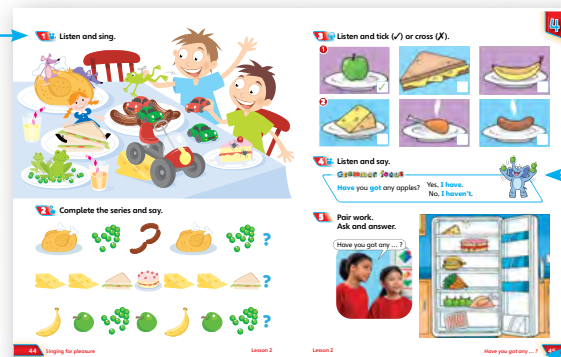 1 Listen and sing.
2 Complete the series and say.
?
?
?
44 Singing for pleasure
Lesson 2
4
3 Listen and tick (✓) or cross (✗).
1
✓
2
4 Listen and say.
Grammar focus
Have you got any apples?
Yes, I have.
No, I haven't.
5 Pair work.
Ask and answer.
Have you got any ... ?
Lesson 2
Have you got any ... ?